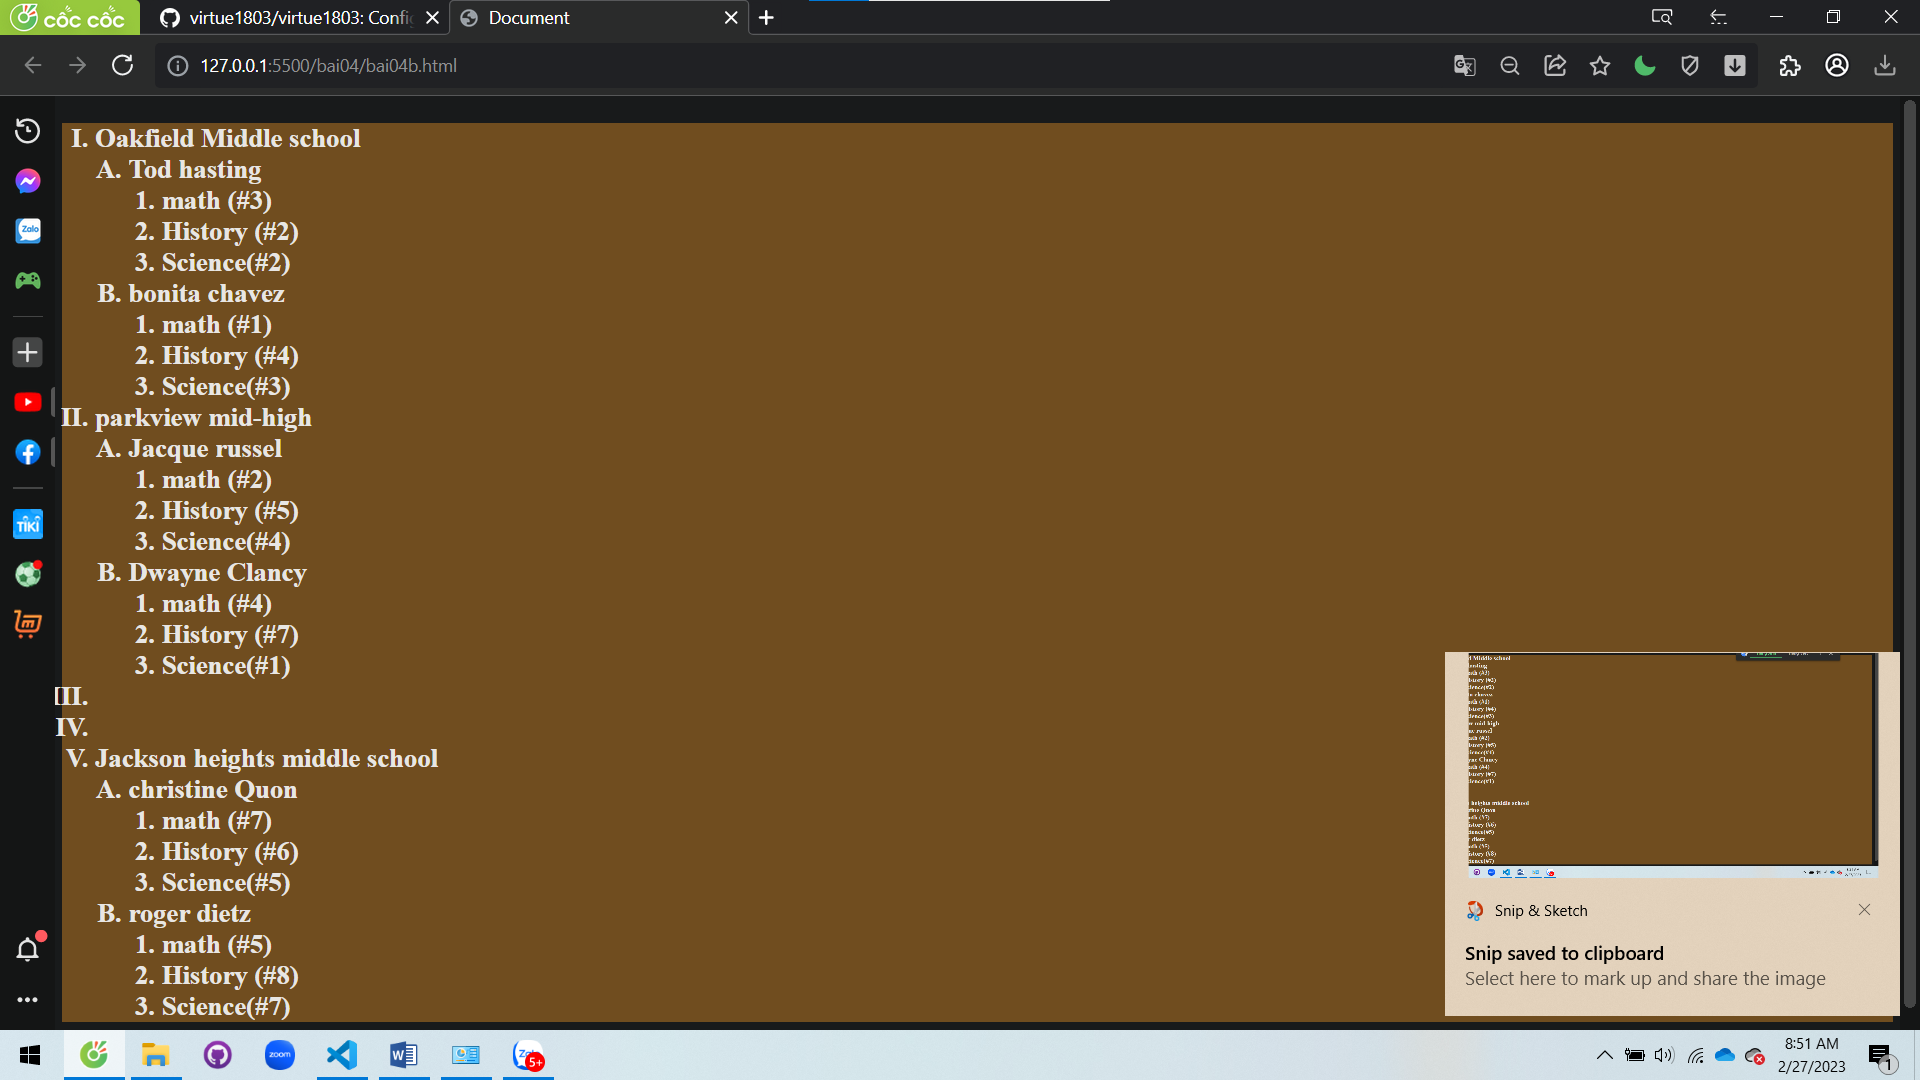 cốc cốc
virtue1803/virtue1803: Confi
Document
127.0.0.1:5500/bai04/bai04b.html
Zalo
TIKI
I. Oakfield Middle school
A. Tod hasting
1. math (#3)
2. History (#2)
3. Science(#2)
B. bonita chavez
1. math (#1)
2. History (#4)
3. Science(#3)
II. parkview mid-high
A. Jacque russel
1. math (#2)
2. History (#5)
3. Science(#4)
B. Dwayne Clancy
1. math (#4)
2. History (#7)
3. Science(#1)
III.
IV.
V. Jackson heights middle school
A. christine Quon
1. math (#7)
2. History (#6)
3. Science(#5)
B. roger dietz
1. math (#5)
2. History (#8)
3. Science(#7)
Snip & Sketch
Snip saved to clipboard
Select here to mark up and share the image
zoom
5+
8:51 AM
2/27/2023
1